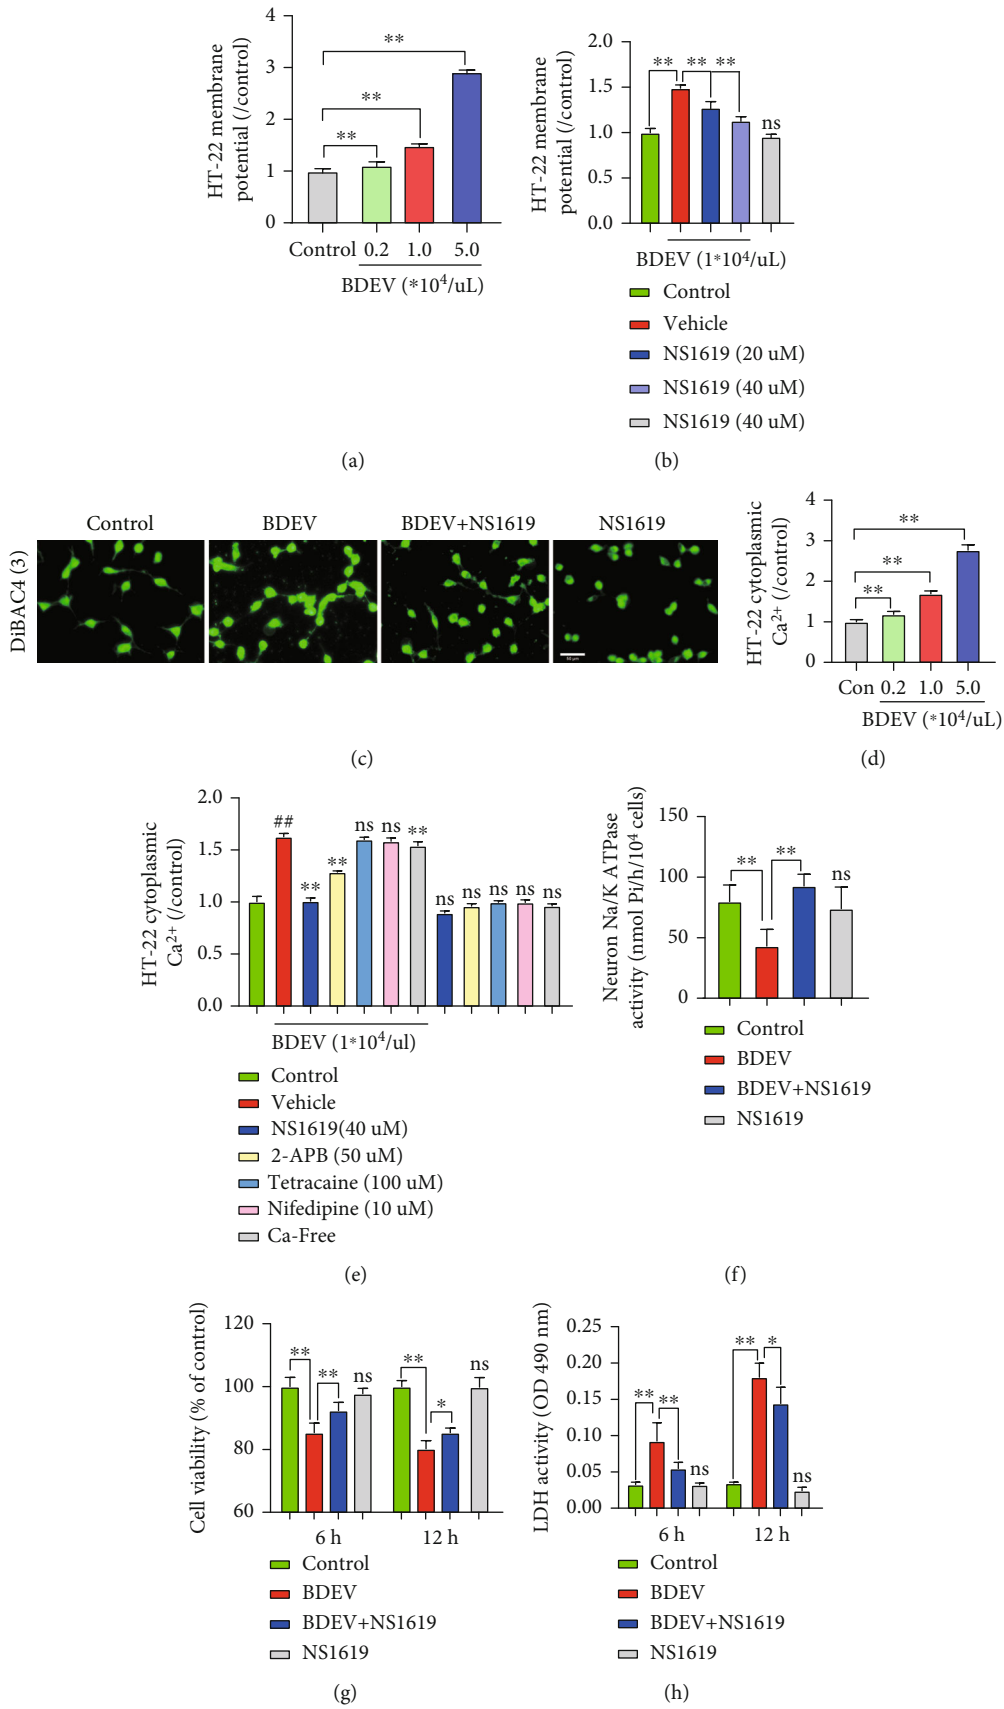 HT-22 membrane
potential (/control)
4
3
2
1
0
**
**
**
Control 0.2 1.0 5.0
BDEV (*10⁴/uL)
(a)
HT-22 membrane
potential (/control)
2.0
1.5
1.0
0.5
0.0
** ** **
ns
BDEV (1*10⁴/uL)
Control
Vehicle
NS1619 (20 uM)
NS1619 (40 uM)
NS1619 (40 uM)
(b)
Control BDEV BDEV+NS1619 NS1619
DiBAC4 (3)
(c)
HT-22 cytoplasmic
Ca²⁺ (/control)
4
3
2
1
0
**
**
**
Con 0.2 1.0 5.0
BDEV (*10⁴/uL)
(d)
HT-22 cytoplasmic
Ca²⁺ (/control)
2.0
1.5
1.0
0.5
0.0
## ** ** ns ns ** ns ns ns ns ns
BDEV (1*10⁴/ul)
Control
Vehicle
NS1619(40 uM)
2-APB (50 uM)
Tetracaine (100 uM)
Nifedipine (10 uM)
Ca-Free
(e)
Neuron Na/K ATPase
activity (nmol Pi/h/10⁴ cells)
150
100
50
0
** ** ns
Control
BDEV
BDEV+NS1619
NS1619
(f)
Cell viability (% of control)
120
100
80
60
** ** ns ** * ns
6 h 12 h
Control
BDEV
BDEV+NS1619
NS1619
(g)
LDH activity (OD 490 nm)
0.25
0.20
0.15
0.10
0.05
0.00
** ** ns ** * ns
6 h 12 h
Control
BDEV
BDEV+NS1619
NS1619
(h)